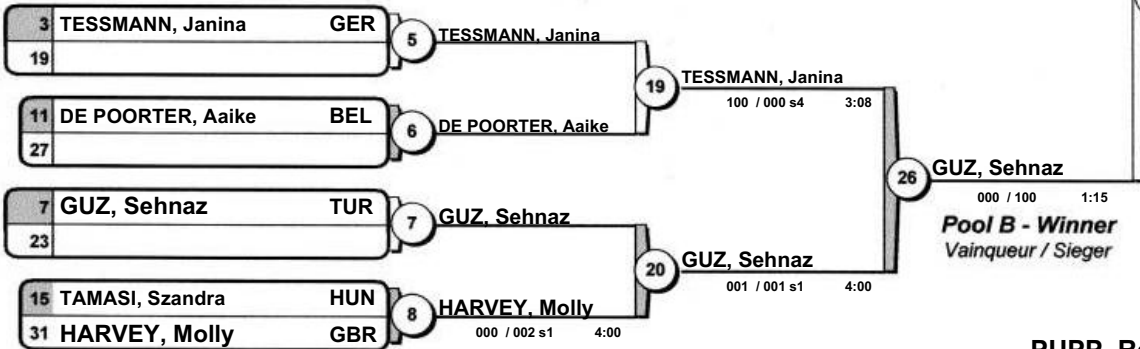 3 TESSMANN, Janina GER
19
5
TESSMANN, Janina
11 DE POORTER, Aaike BEL
27
6
DE POORTER, Aaike
19
TESSMANN, Janina
100 / 000 s4 3:08
7 GUZ, Sehnaz TUR
23
7
GUZ, Sehnaz
15 TAMASI, Szandra HUN
31 HARVEY, Molly GBR
8
HARVEY, Molly
000 / 002 s1 4:00
20
GUZ, Sehnaz
001 / 001 s1 4:00
26
GUZ, Sehnaz
000 / 100 1:15
Pool B - Winner
Vainqueur / Sieger